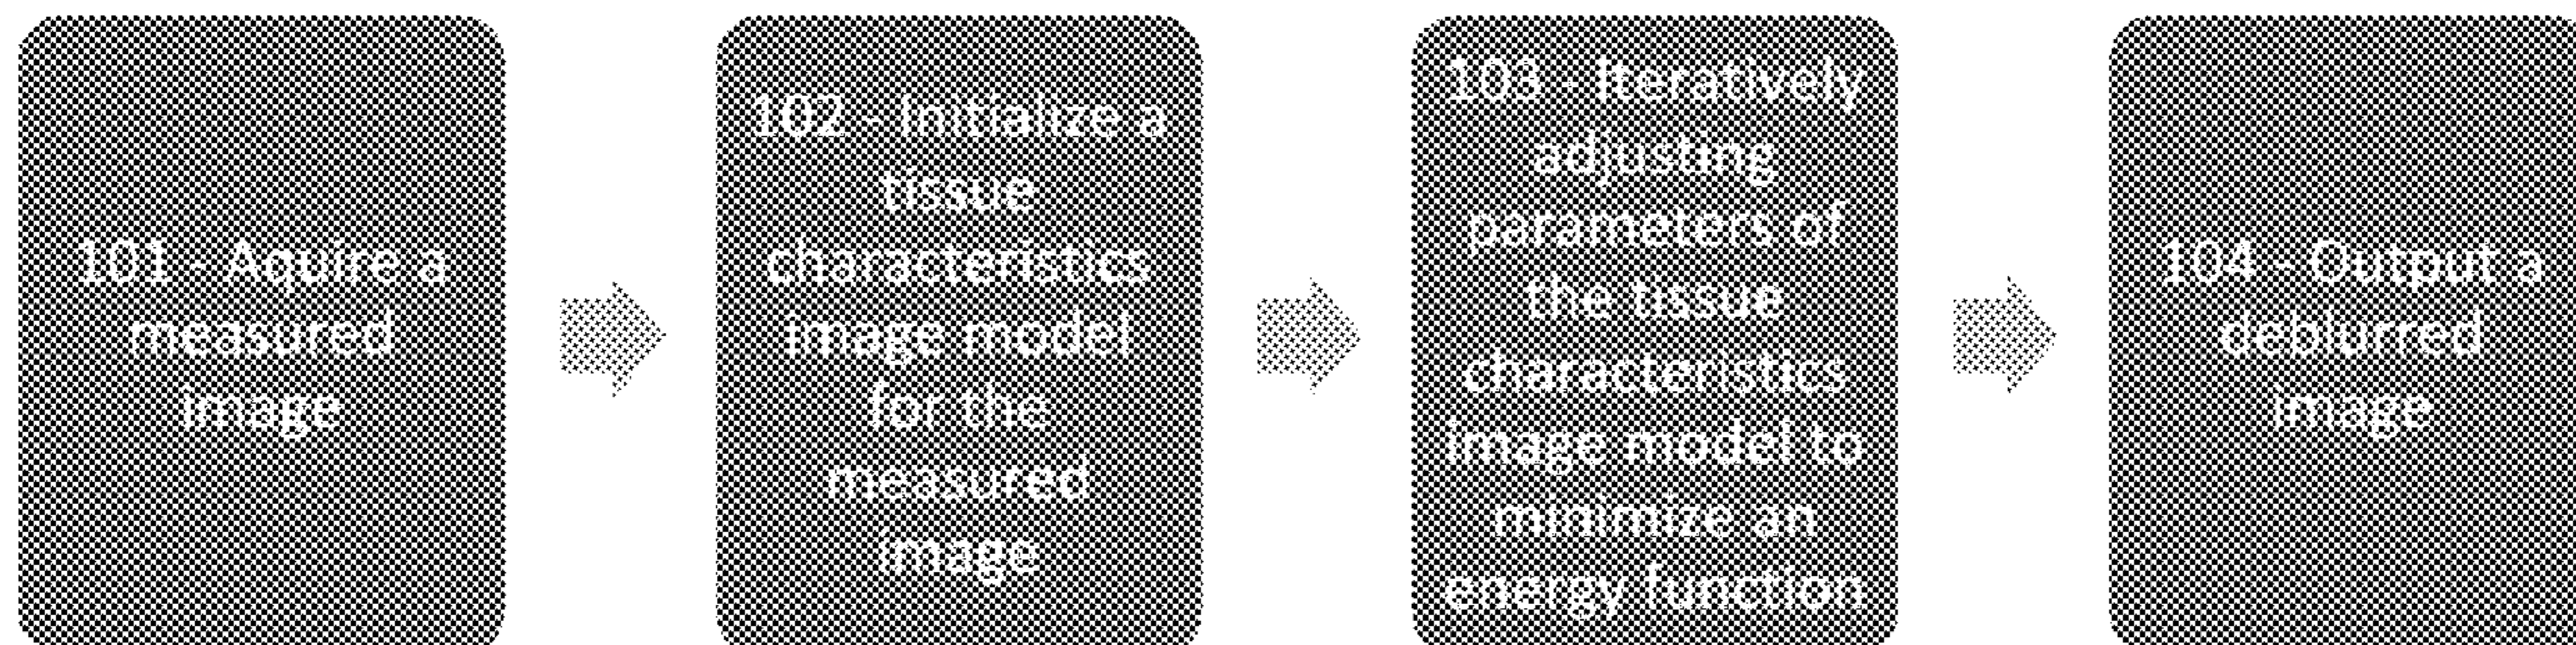 101 - Aquire a
measured
image
102 - Initialize a
tissue
characteristics
image model
for the
measured
image
103 - Iteratively
adjusting
parameters of
the tissue
characteristics
image model to
minimize an
energy function
104 - Output a
deblurred
image